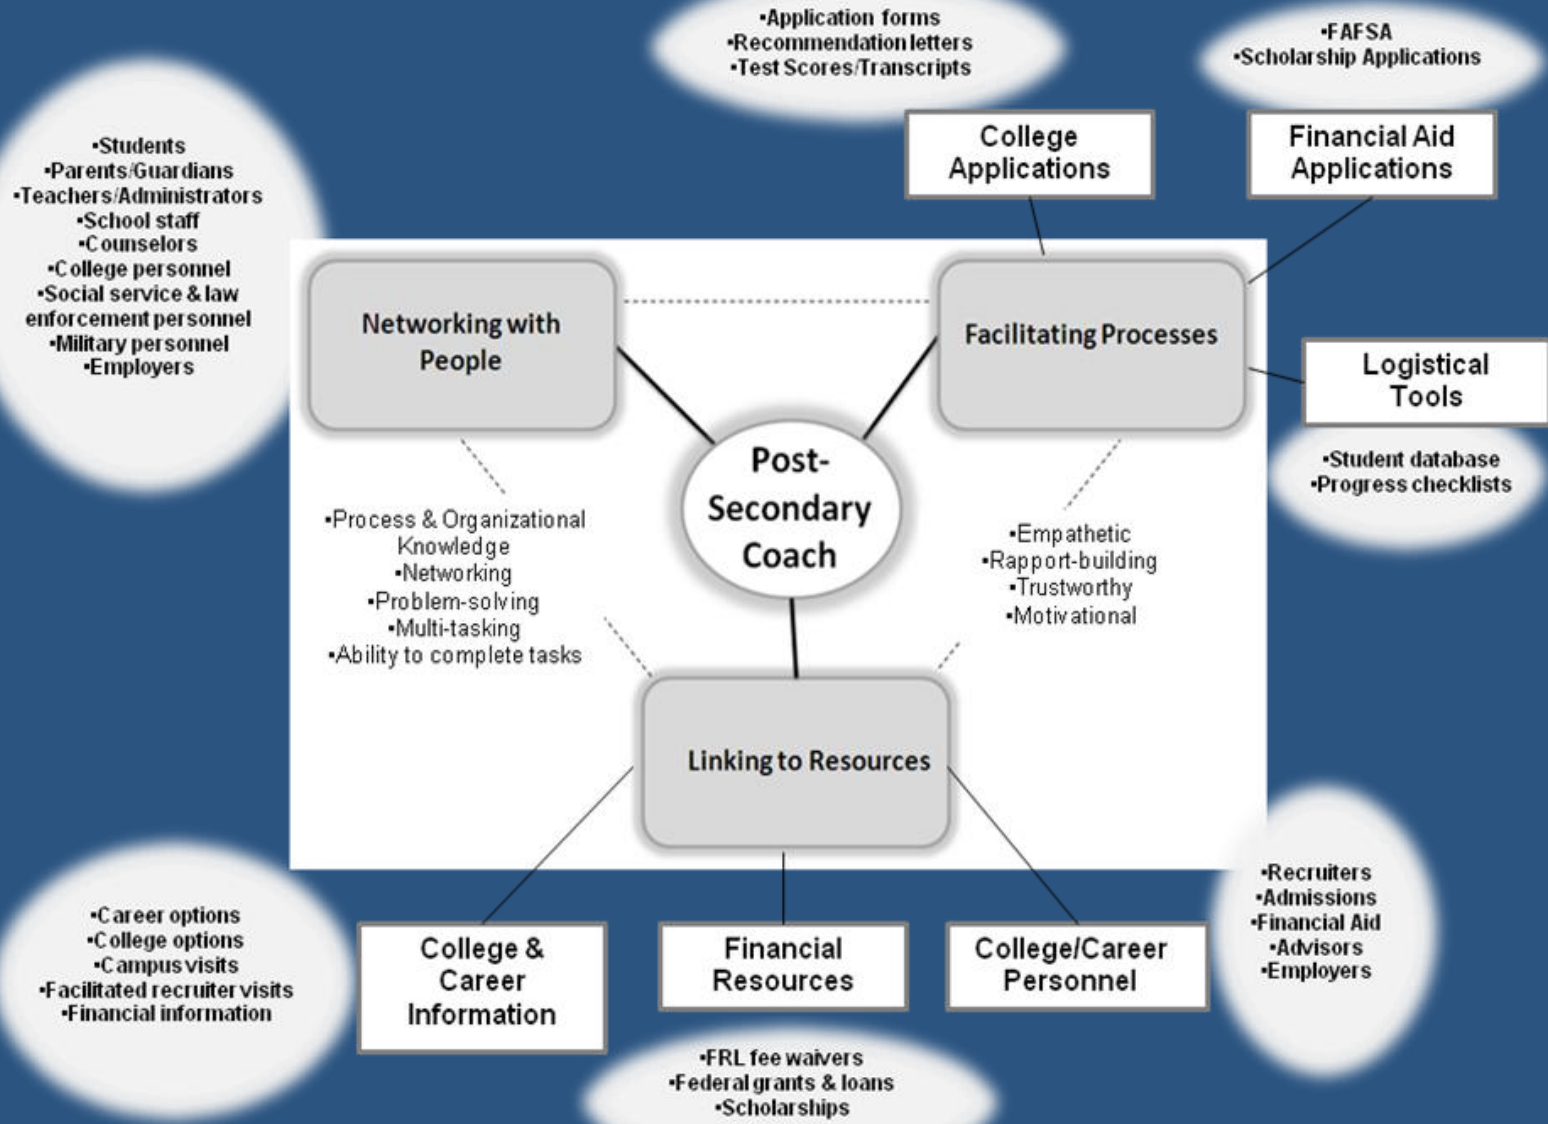 ▪Application forms
▪Recommendation letters
▪Test Scores/Transcripts
▪FAFSA
▪Scholarship Applications
College
Applications
Financial Aid
Applications
▪Students
▪Parents/Guardians
▪Teachers/Administrators
▪School staff
▪Counselors
▪College personnel
▪Social service & law
enforcement personnel
▪Military personnel
▪Employers
Networking with
People
Facilitating Processes
Logistical
Tools
▪Student database
▪Progress checklists
Post-
Secondary
Coach
▪Process & Organizational
Knowledge
▪Networking
▪Problem-solving
▪Multi-tasking
▪Ability to complete tasks
▪Empathetic
▪Rapport-building
▪Trustworthy
▪Motivational
Linking to Resources
▪Career options
▪College options
▪Campus visits
▪Facilitated recruiter visits
▪Financial information
College &
Career
Information
Financial
Resources
College/Career
Personnel
▪Recruiters
▪Admissions
▪Financial Aid
▪Advisors
▪Employers
▪FRL fee waivers
▪Federal grants & loans
▪Scholarships